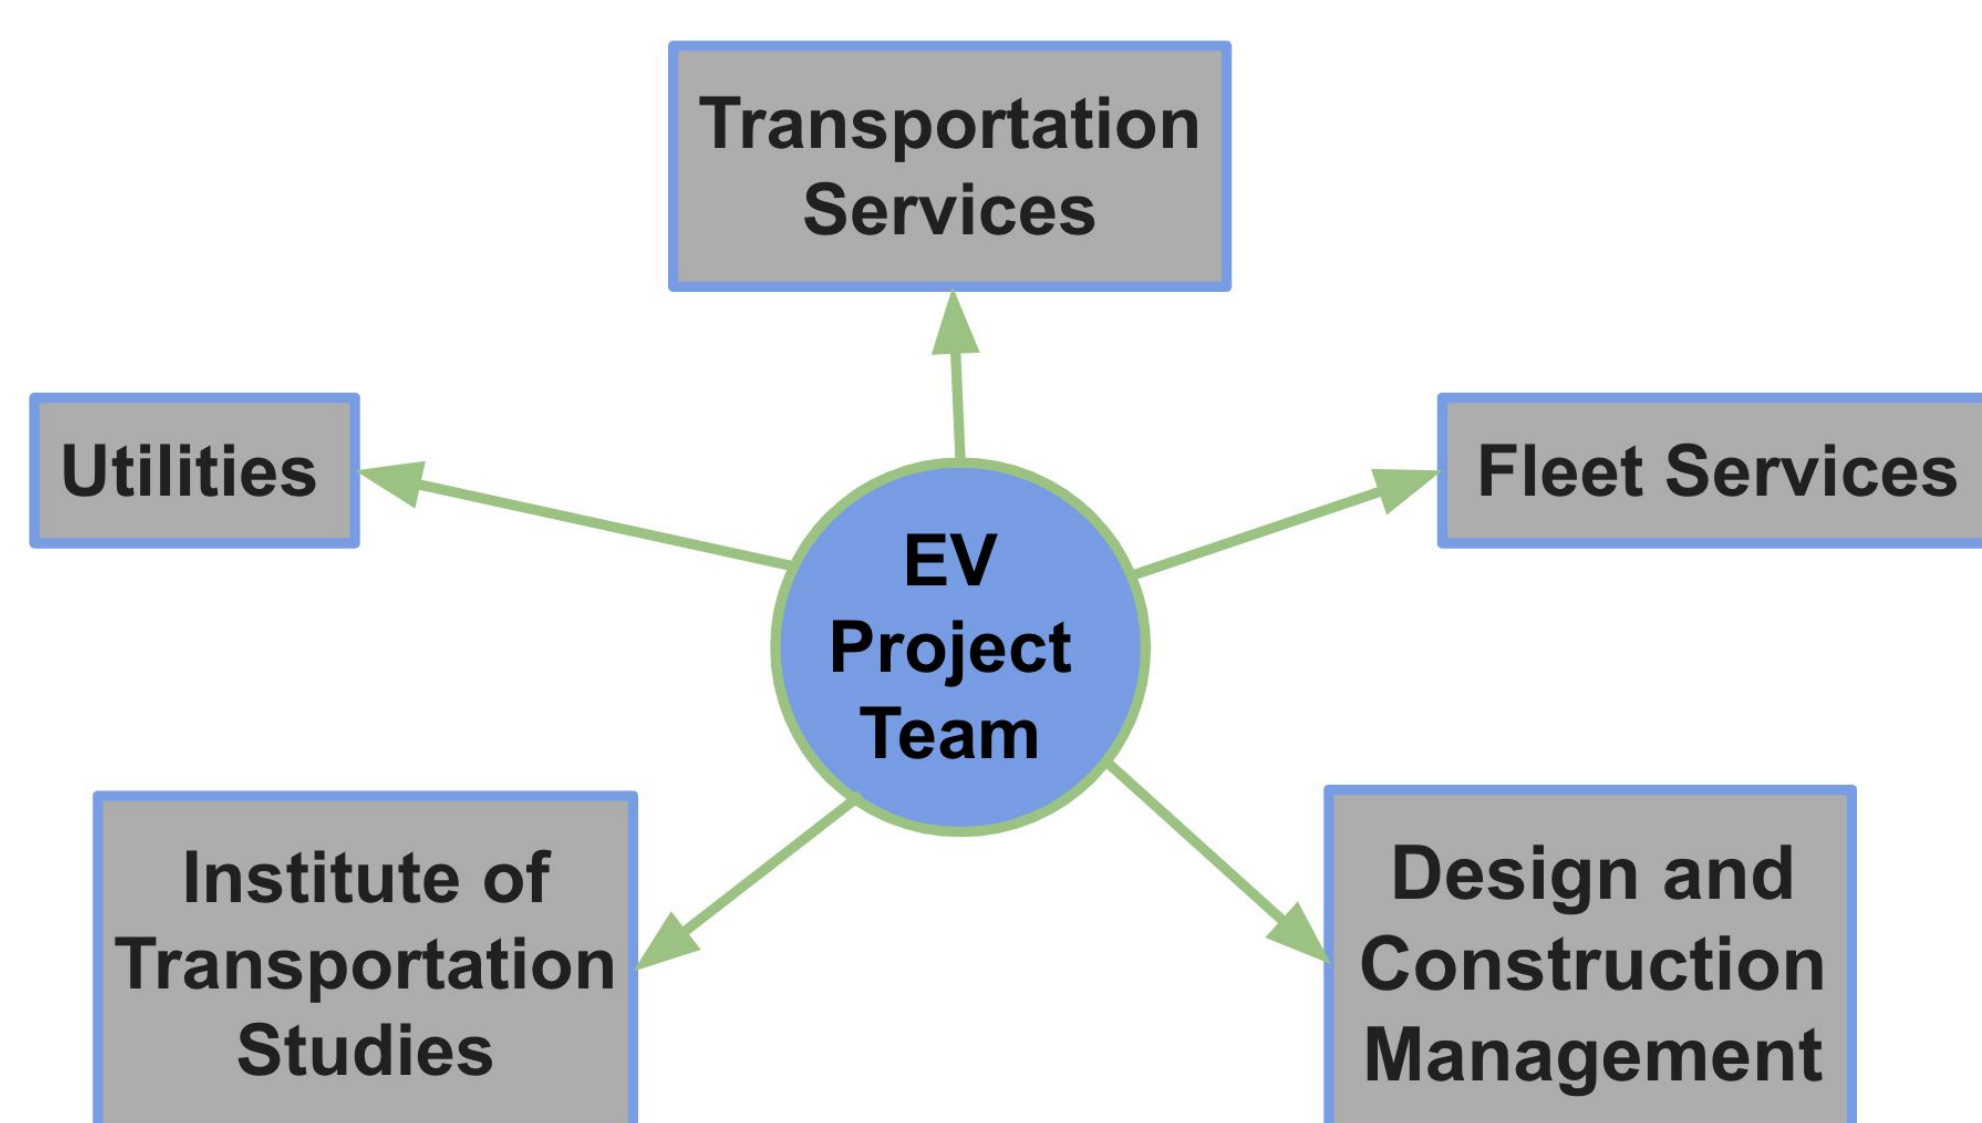 Transportation
Services
Utilities
Fleet Services
EV
Project
Team
Institute of
Transportation
Studies
Design and
Construction
Management